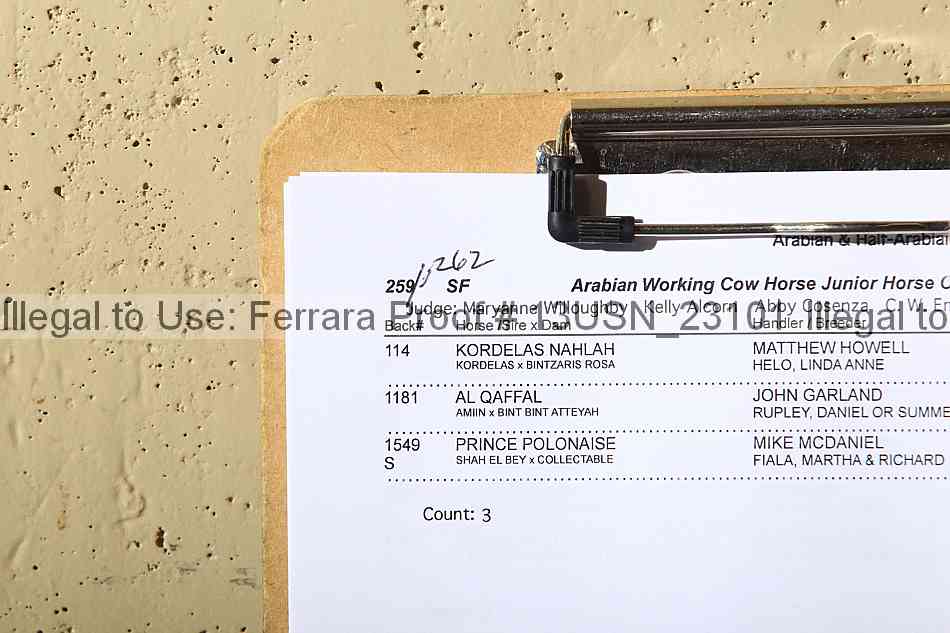 Arabian & Half-Arabian
262
259 SF Arabian Working Cow Horse Junior Horse
Judge: Maryanne Willoughby Kelly Alcorn Abby Cosenza, C. W.
Illegal to Use: Ferrara Proof # 13USN_23101 Illegal to
Back# Horse / Sire x Dam Handler / Breeder
114 KORDELAS NAHLAH MATTHEW HOWELL
KORDELAS x BINTZARIS ROSA HELO, LINDA ANNE
1181 AL QAFFAL JOHN GARLAND
AMIIN x BINT BINT ATTEYAH RUPLEY, DANIEL OR SUMME
1549 PRINCE POLONAISE MIKE MCDANIEL
S SHAH EL BEY x COLLECTABLE FIALA, MARTHA & RICHARD
Count: 3